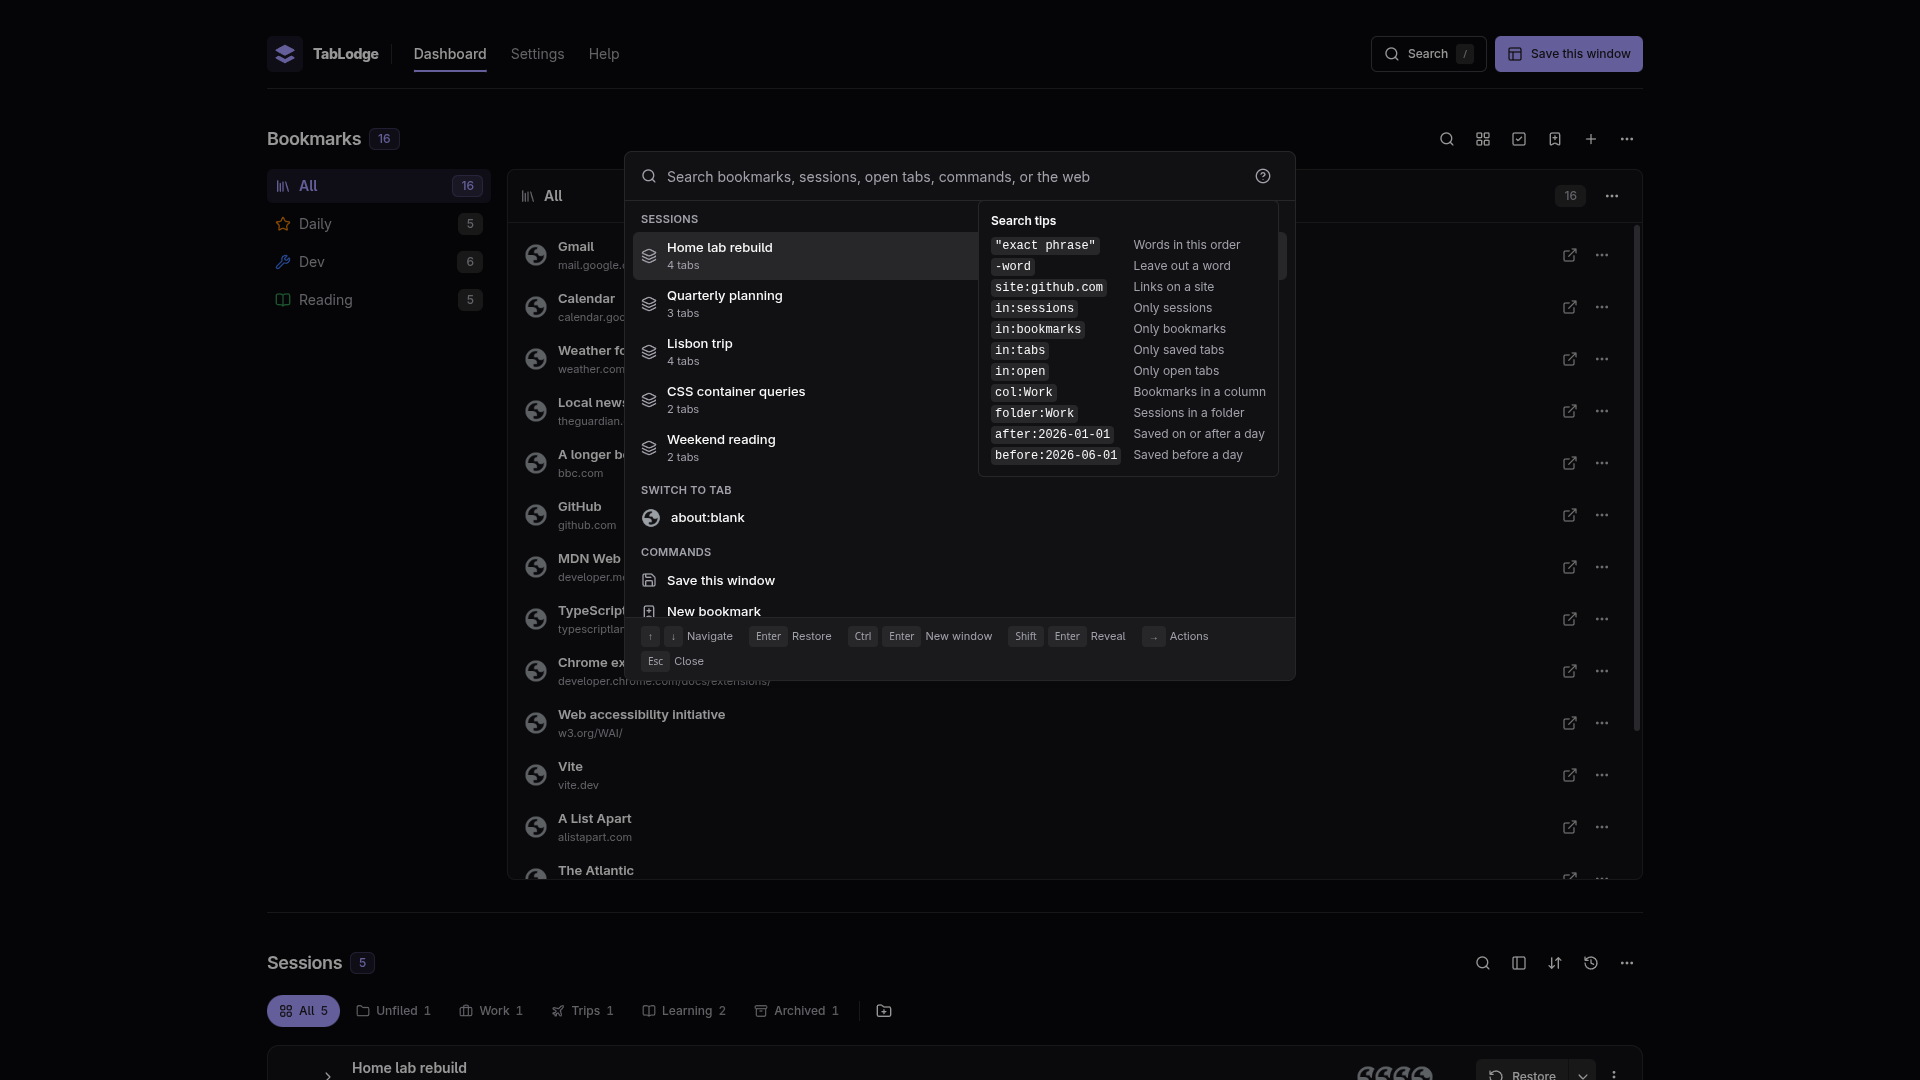 TabLodge
Dashboard
Settings
Help
Search /
Save this window
Bookmarks 16
All 16
Daily 5
Dev 6
Reading 5
All
16
Gmail
mail.google.
Calendar
calendar.goo
Weather fo
weather.com
Local news
theguardian.
A longer b
bbc.com
GitHub
github.com
MDN Web
developer.m
TypeScript
typescriptlan
Chrome ex
developer.chrome.com/docs/extensions/
Web accessibility initiative
w3.org/WAI/
Vite
vite.dev
A List Apart
alistapart.com
The Atlantic
Search bookmarks, sessions, open tabs, commands, or the web
SESSIONS
Home lab rebuild
4 tabs
Quarterly planning
3 tabs
Lisbon trip
4 tabs
CSS container queries
2 tabs
Weekend reading
2 tabs
SWITCH TO TAB
about:blank
COMMANDS
Save this window
New bookmark
Search tips
"exact phrase" Words in this order
-word Leave out a word
site:github.com Links on a site
in:sessions Only sessions
in:bookmarks Only bookmarks
in:tabs Only saved tabs
in:open Only open tabs
col:Work Bookmarks in a column
folder:Work Sessions in a folder
after:2026-01-01 Saved on or after a day
before:2026-06-01 Saved before a day
↑ ↓ Navigate Enter Restore Ctrl Enter New window Shift Enter Reveal → Actions
Esc Close
Sessions 5
All 5 Unfiled 1 Work 1 Trips 1 Learning 2 Archived 1
Home lab rebuild
Restore